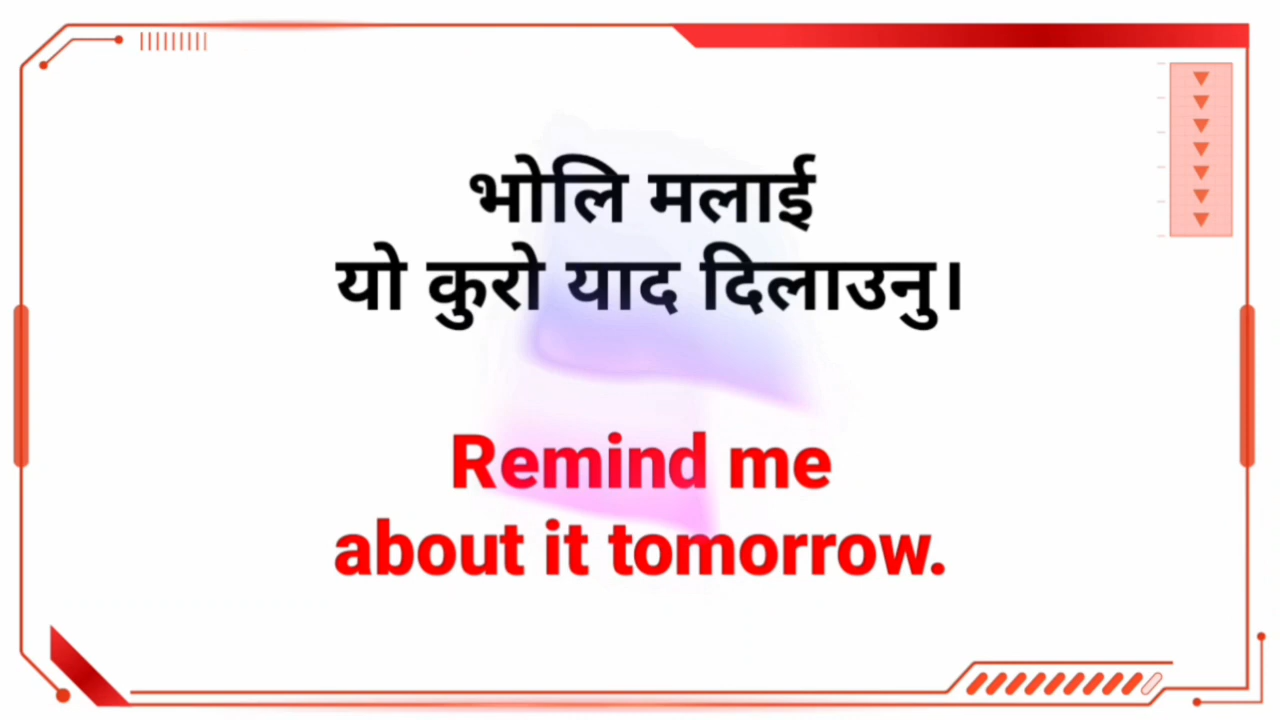 भोलि मलाई
यो कुरो याद दिलाउनु।
Remind me
about it tomorrow.